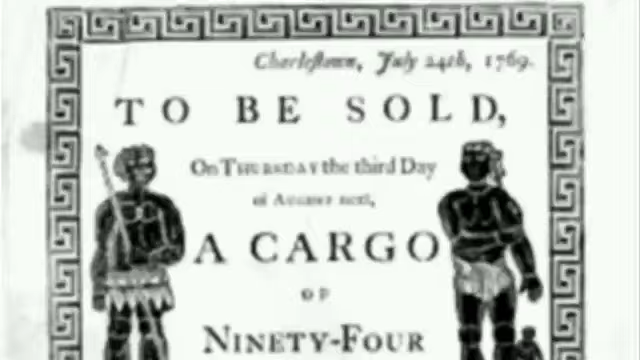 Charlestown, July 24th, 1769.
TO BE SOLD,
On THURSDAY the third Day
of AUGUST next,
A CARGO
OF
NINETY-FOUR